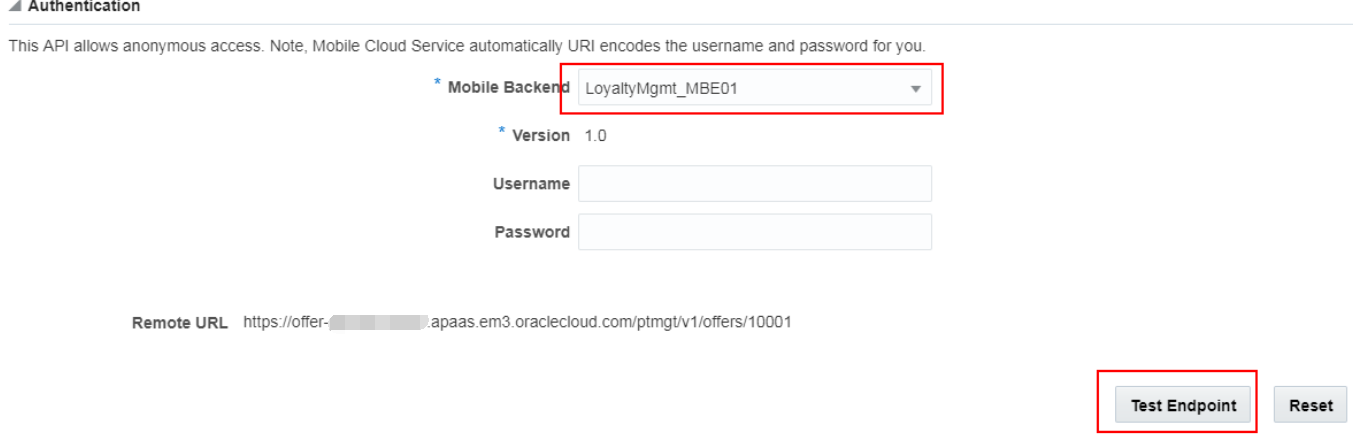 Authentication
This API allows anonymous access. Note, Mobile Cloud Service automatically URI encodes the username and password for you.
* Mobile Backend LoyaltyMgmt_MBE01
* Version 1.0
Username
Password
Remote URL https://offer- .apaas.em3.oraclecloud.com/ptmgt/v1/offers/10001
Test Endpoint Reset